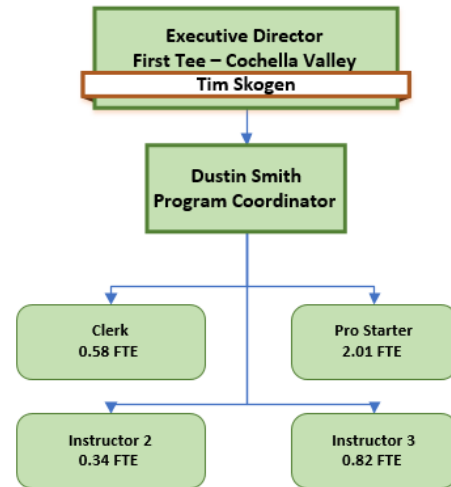 Executive Director
First Tee – Cochella Valley
Tim Skogen
Dustin Smith
Program Coordinator
Clerk
0.58 FTE
Pro Starter
2.01 FTE
Instructor 2
0.34 FTE
Instructor 3
0.82 FTE